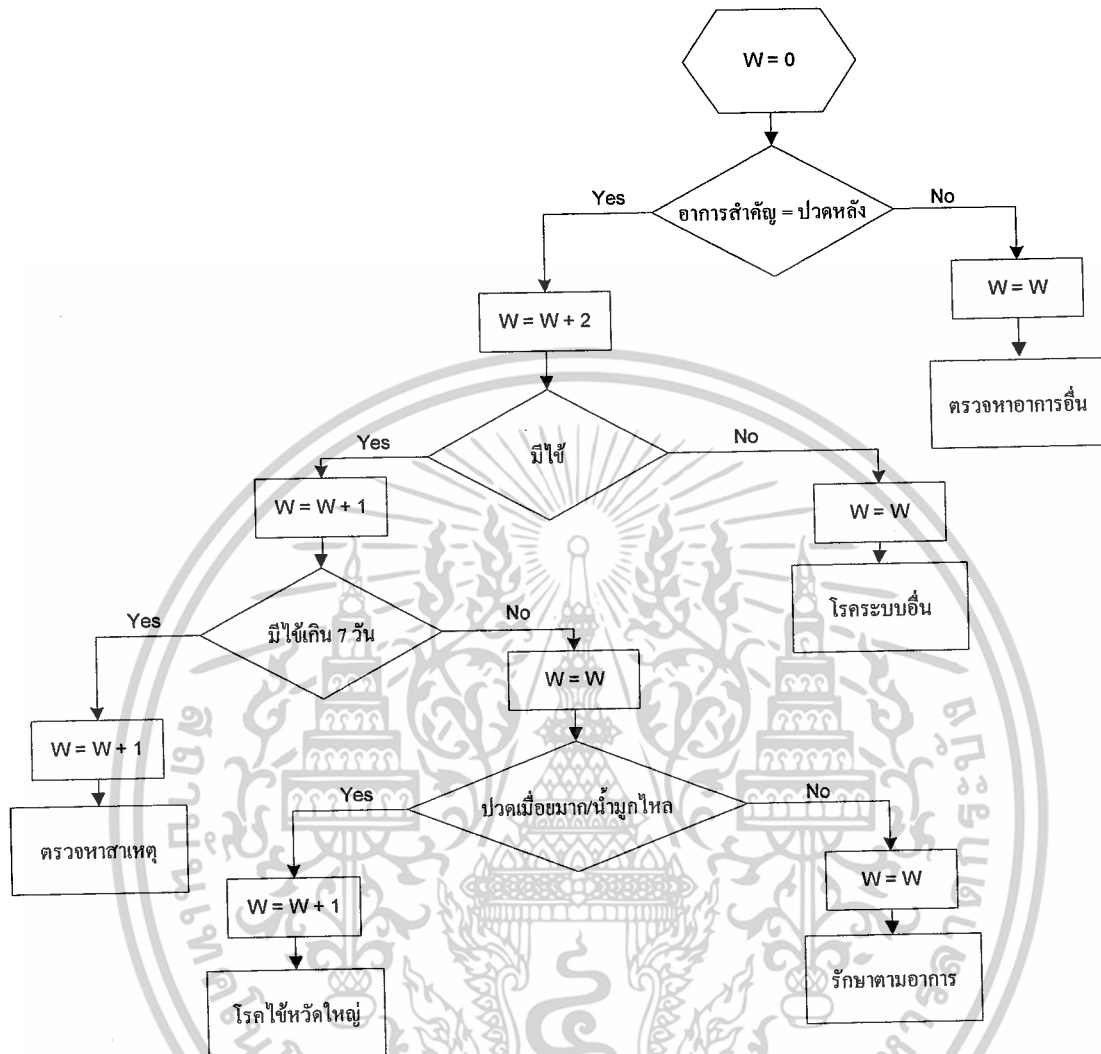 W = 0
อาการสำคัญ = ปวดหลัง
Yes
No
W = W + 2
W = W
ตรวจหาอาการอื่น
มีไข้
Yes
No
W = W + 1
W = W
โรคระบบอื่น
มีไข้เกิน 7 วัน
Yes
No
W = W + 1
W = W
ตรวจหาสาเหตุ
ปวดเมื่อยมาก/น้ำมูกไหล
Yes
No
W = W + 1
W = W
โรคไข้หวัดใหญ่
รักษาตามอาการ